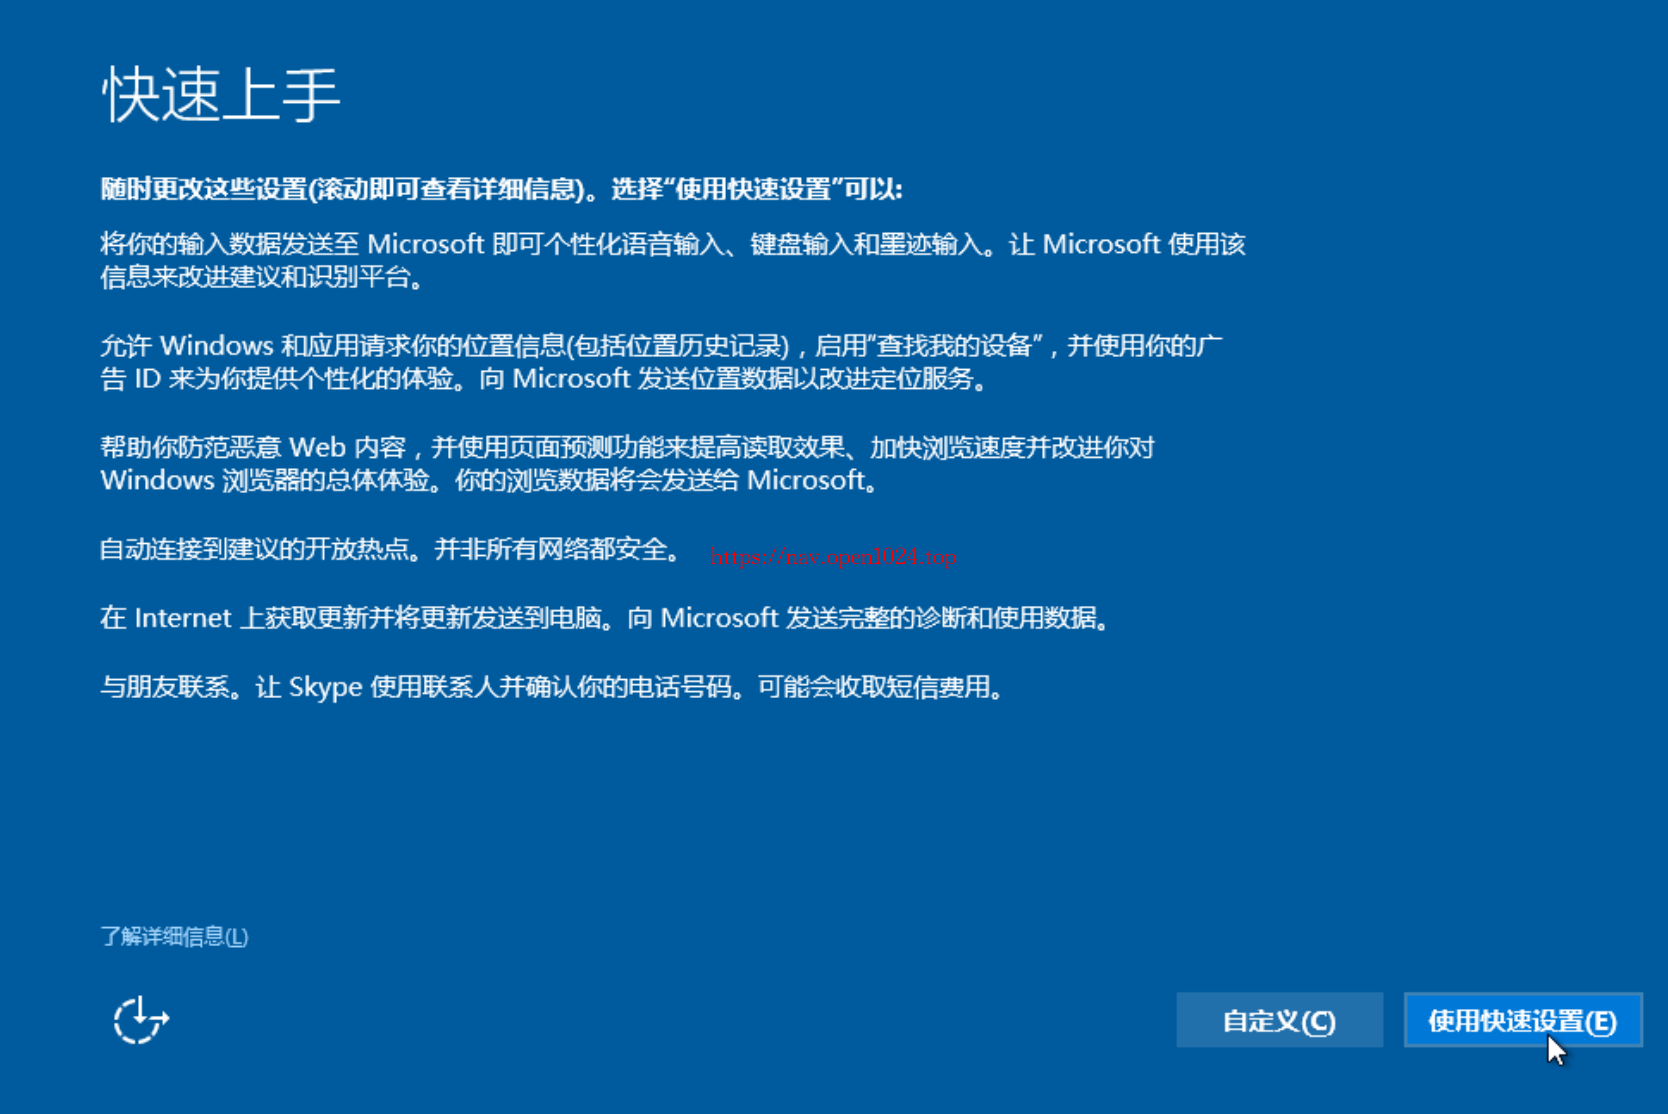 快速上手
随时更改这些设置(滚动即可查看详细信息)。选择“使用快速设置”可以:
将你的输入数据发送至 Microsoft 即可个性化语音输入、键盘输入和墨迹输入。让 Microsoft 使用该
信息来改进建议和识别平台。
允许 Windows 和应用请求你的位置信息(包括位置历史记录)，启用“查找我的设备”，并使用你的广
告 ID 来为你提供个性化的体验。向 Microsoft 发送位置数据以改进定位服务。
帮助你防范恶意 Web 内容，并使用页面预测功能来提高读取效果、加快浏览速度并改进你对
Windows 浏览器的总体体验。你的浏览数据将会发送给 Microsoft。
自动连接到建议的开放热点。并非所有网络都安全。
https://nav.open1024.top
在 Internet 上获取更新并将更新发送到电脑。向 Microsoft 发送完整的诊断和使用数据。
与朋友联系。让 Skype 使用联系人并确认你的电话号码。可能会收取短信费用。
了解详细信息(L)
自定义(C)
使用快速设置(E)